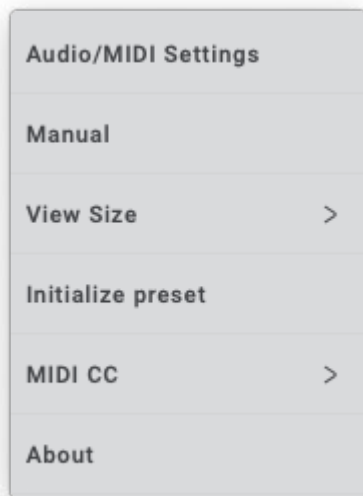 Audio/MIDI Settings
Manual
View Size >
Initialize preset
MIDI CC >
About